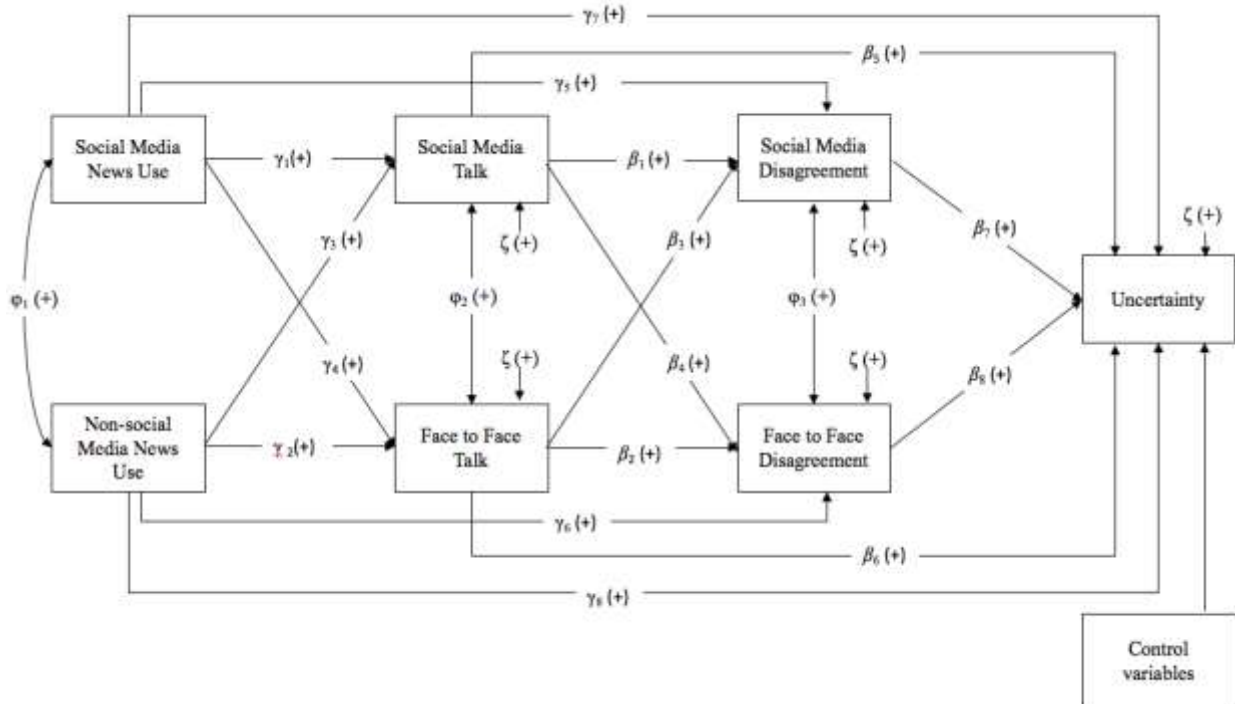 γ₇ (+)
β₅ (+)
γ₅ (+)
Social Media
News Use
γ₁(+)
Social Media
Talk
β₁ (+)
Social Media
Disagreement
γ₃ (+)
ζ (+)
β₃ (+)
ζ (+)
β₇ (+)
ζ (+)
φ₁ (+)
φ₂ (+)
φ₃ (+)
Uncertainty
γ₄ (+)
ζ (+)
β₄ (+)
ζ (+)
β₈ (+)
Non-social
Media News
Use
γ ₂(+)
Face to Face
Talk
β₂ (+)
Face to Face
Disagreement
γ₆ (+)
β₆ (+)
γ₈ (+)
Control
variables